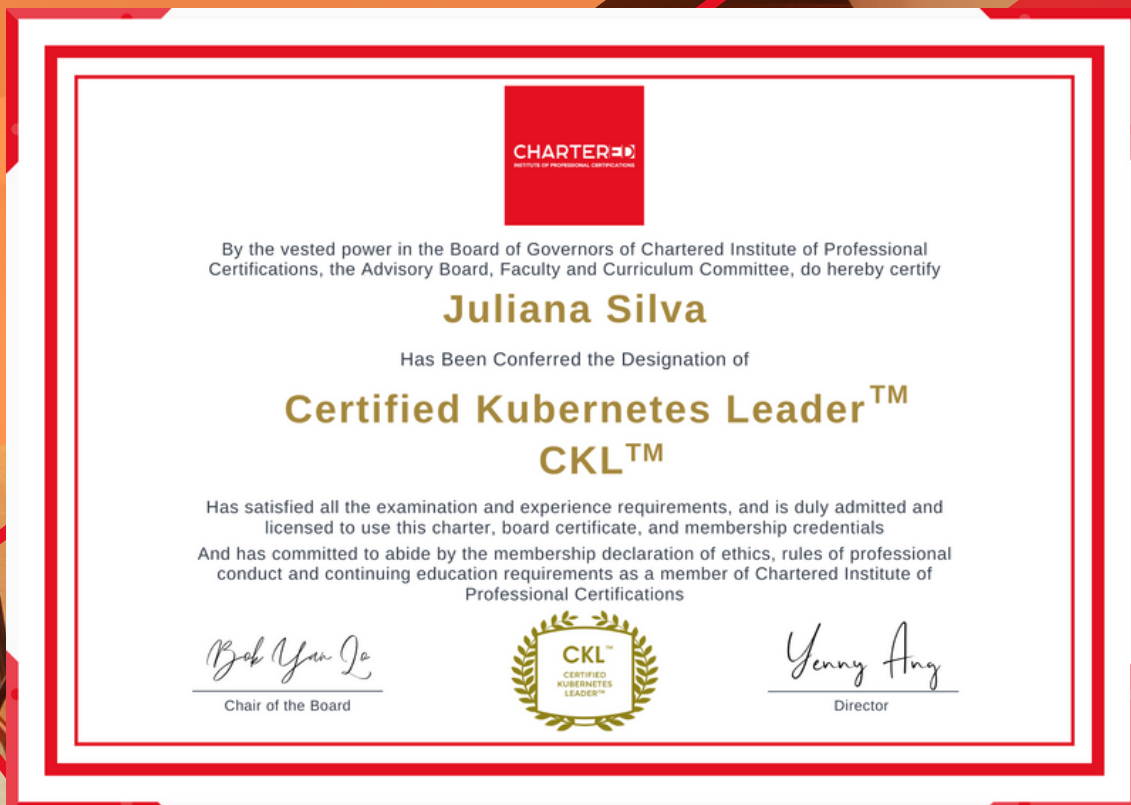 CHARTERED
INSTITUTE OF PROFESSIONAL CERTIFICATIONS
By the vested power in the Board of Governors of Chartered Institute of Professional
Certifications, the Advisory Board, Faculty and Curriculum Committee, do hereby certify
Juliana Silva
Has Been Conferred the Designation of
Certified Kubernetes Leader™
CKL™
Has satisfied all the examination and experience requirements, and is duly admitted and
licensed to use this charter, board certificate, and membership credentials
And has committed to abide by the membership declaration of ethics, rules of professional
conduct and continuing education requirements as a member of Chartered Institute of
Professional Certifications
Bok Yan Lo
Chair of the Board
CKL™
CERTIFIED
KUBERNETES
LEADER™
Yenny Ang
Director